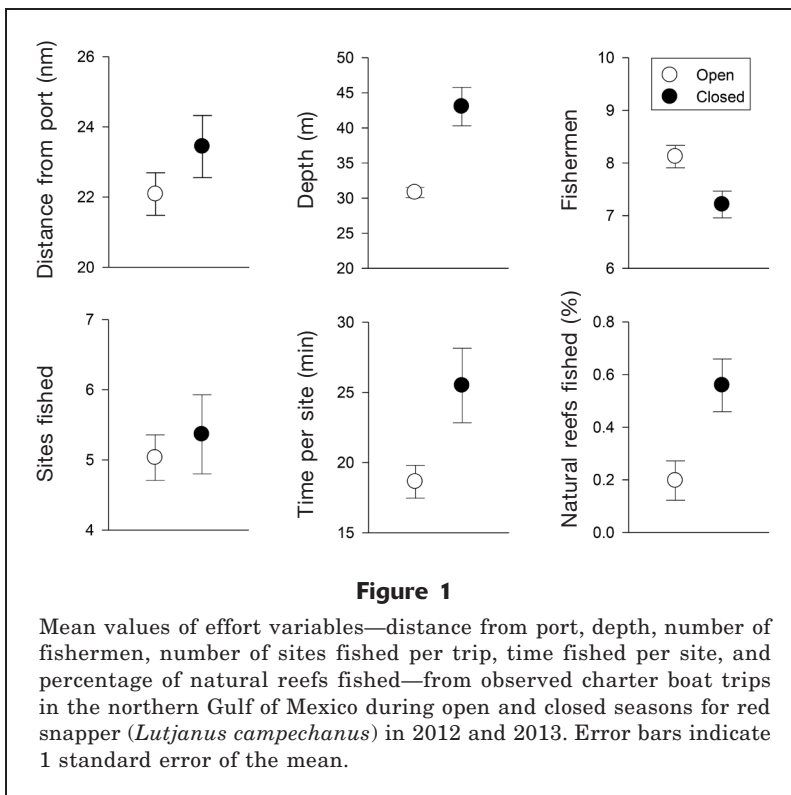 Distance from port (nm)
26
24
22
20
Depth (m)
50
45
40
35
30
25
20
Fishermen
10
9
8
7
6
Open
Closed
Sites fished
7
6
5
4
Time per site (min)
30
25
20
15
Natural reefs fished (%)
0.8
0.6
0.4
0.2
0.0
Figure 1
Mean values of effort variables—distance from port, depth, number of
fishermen, number of sites fished per trip, time fished per site, and
percentage of natural reefs fished—from observed charter boat trips
in the northern Gulf of Mexico during open and closed seasons for red
snapper (Lutjanus campechanus) in 2012 and 2013. Error bars indicate
1 standard error of the mean.